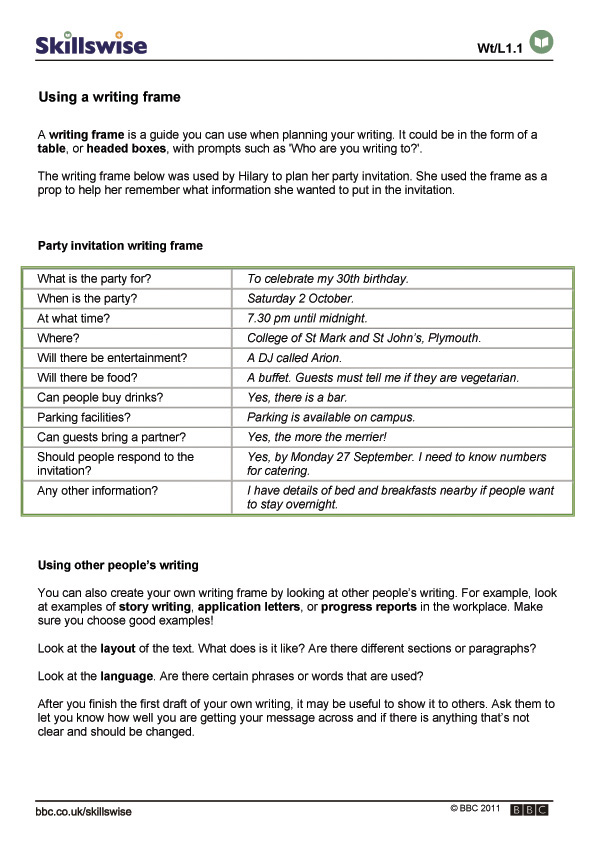 Skillswise
Wt/L1.1
Using a writing frame
A writing frame is a guide you can use when planning your writing. It could be in the form of a
table, or headed boxes, with prompts such as 'Who are you writing to?'.
The writing frame below was used by Hilary to plan her party invitation. She used the frame as a
prop to help her remember what information she wanted to put in the invitation.
Party invitation writing frame
What is the party for? To celebrate my 30th birthday.
When is the party? Saturday 2 October.
At what time? 7.30 pm until midnight.
Where? College of St Mark and St John's, Plymouth.
Will there be entertainment? A DJ called Arion.
Will there be food? A buffet. Guests must tell me if they are vegetarian.
Can people buy drinks? Yes, there is a bar.
Parking facilities? Parking is available on campus.
Can guests bring a partner? Yes, the more the merrier!
Should people respond to the
invitation?
Yes, by Monday 27 September. I need to know numbers
for catering.
Any other information? I have details of bed and breakfasts nearby if people want
to stay overnight.
Using other people's writing
You can also create your own writing frame by looking at other people's writing. For example, look
at examples of story writing, application letters, or progress reports in the workplace. Make
sure you choose good examples!
Look at the layout of the text. What does is it like? Are there different sections or paragraphs?
Look at the language. Are there certain phrases or words that are used?
After you finish the first draft of your own writing, it may be useful to show it to others. Ask them to
let you know how well you are getting your message across and if there is anything that's not
clear and should be changed.
bbc.co.uk/skillswise
© BBC 2011 BBC